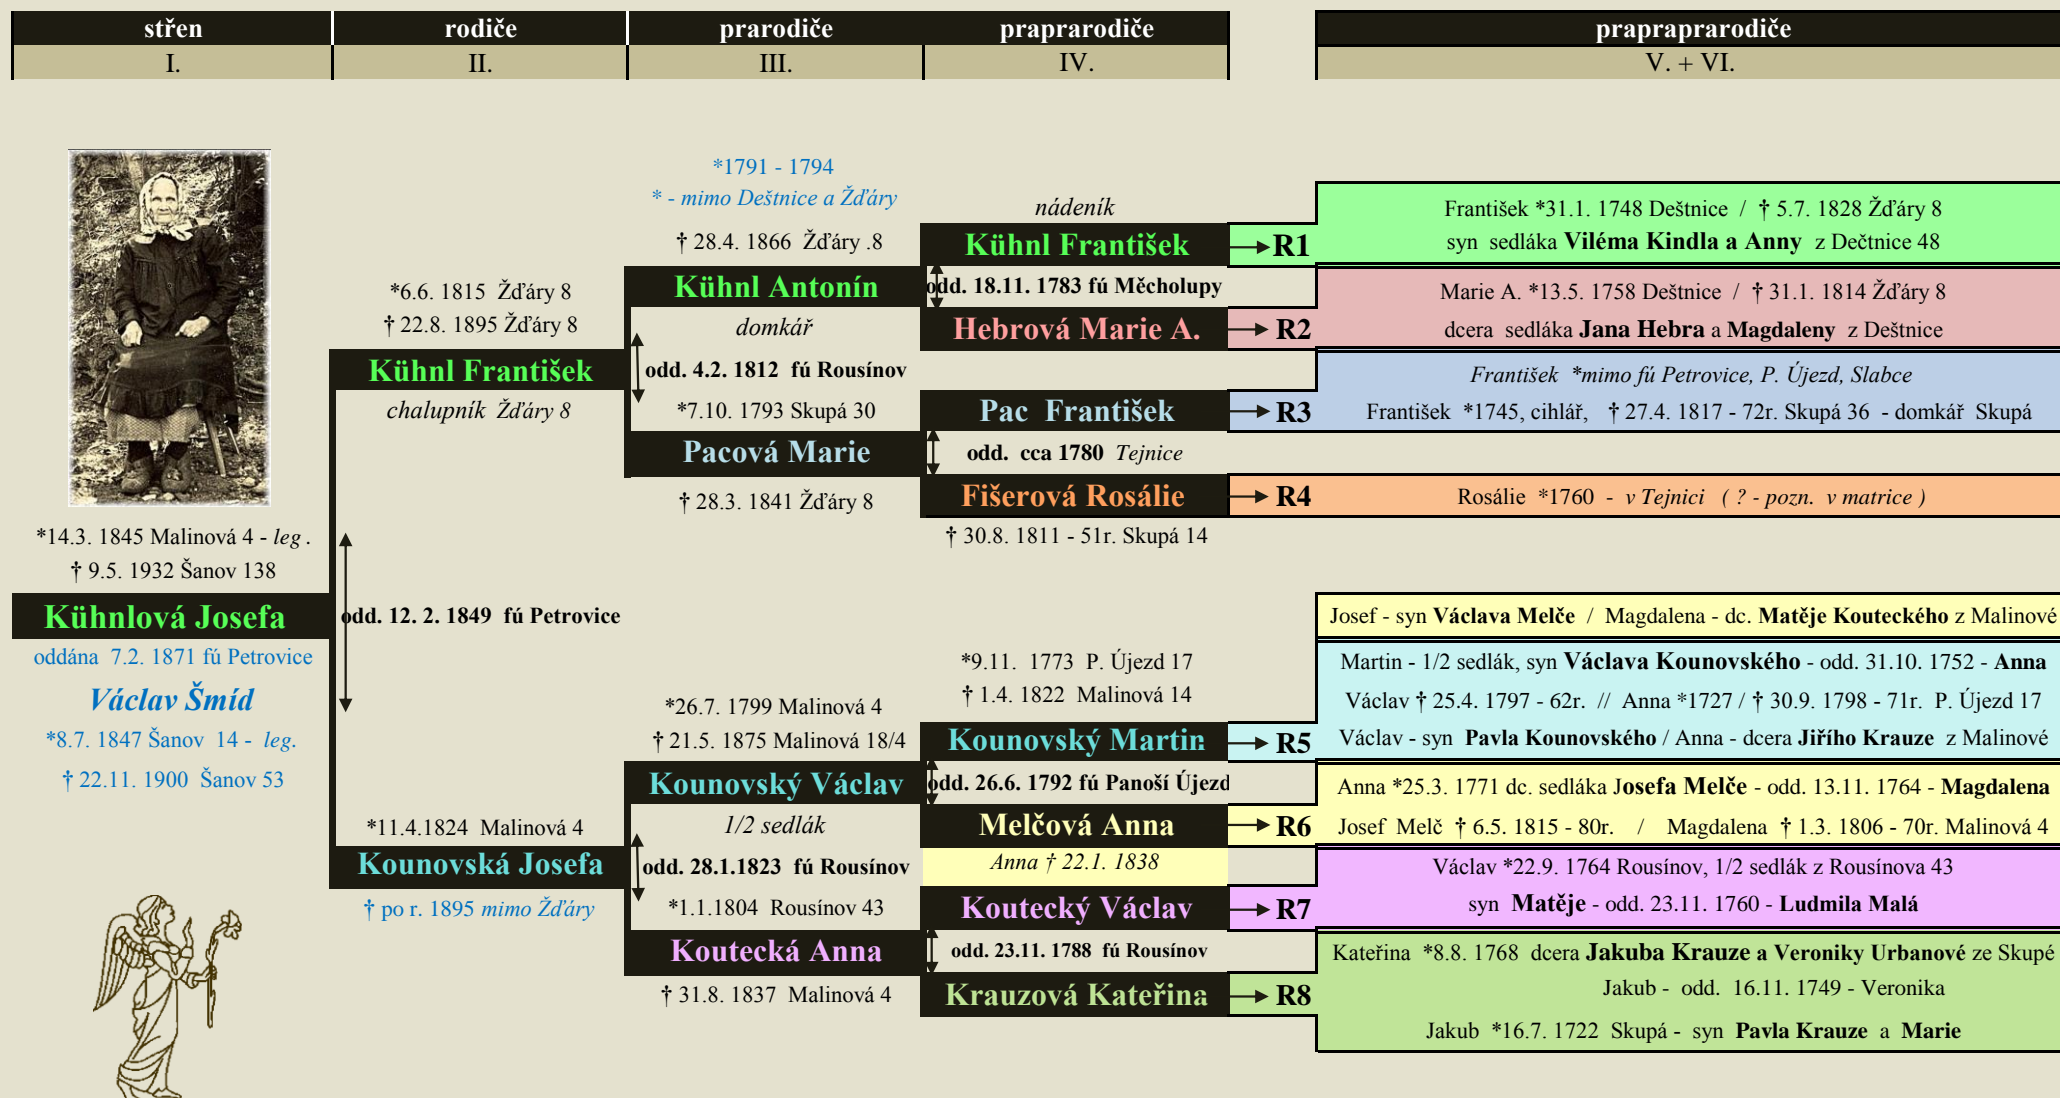 střen
rodiče
prarodiče
praprarodiče
prapraprarodiče
I.
II.
III.
IV.
V. + VI.
*14.3. 1845 Malinová 4 - leg .
† 9.5. 1932 Šanov 138
Kühnlová Josefa
oddána 7.2. 1871 fú Petrovice
Václav Šmíd
*8.7. 1847 Šanov 14 - leg.
† 22.11. 1900 Šanov 53
*6.6. 1815 Žďáry 8
† 22.8. 1895 Žďáry 8
Kühnl František
chalupník Žďáry 8
odd. 12. 2. 1849 fú Petrovice
*11.4.1824 Malinová 4
Kounovská Josefa
† po r. 1895 mimo Žďáry
*1791 - 1794
* - mimo Deštnice a Žďáry
† 28.4. 1866 Žďáry .8
Kühnl Antonín
domkář
odd. 4.2. 1812 fú Rousínov
*7.10. 1793 Skupá 30
Pacová Marie
† 28.3. 1841 Žďáry 8
*26.7. 1799 Malinová 4
† 21.5. 1875 Malinová 18/4
Kounovský Václav
1/2 sedlák
odd. 28.1.1823 fú Rousínov
*1.1.1804 Rousínov 43
Koutecká Anna
† 31.8. 1837 Malinová 4
nádeník
Kühnl František
R1
odd. 18.11. 1783 fú Měcholupy
Hebrová Marie A.
R2
Pac František
R3
odd. cca 1780 Tejnice
Fišerová Rosálie
R4
† 30.8. 1811 - 51r. Skupá 14
*9.11. 1773 P. Újezd 17
† 1.4. 1822 Malinová 14
Kounovský Martin
R5
odd. 26.6. 1792 fú Panoší Újezd
Melčová Anna
R6
Anna † 22.1. 1838
Koutecký Václav
R7
odd. 23.11. 1788 fú Rousínov
Krauzová Kateřina
R8
František *31.1. 1748 Deštnice / † 5.7. 1828 Žďáry 8
syn sedláka Viléma Kindla a Anny z Dečtnice 48
Marie A. *13.5. 1758 Deštnice / † 31.1. 1814 Žďáry 8
dcera sedláka Jana Hebra a Magdaleny z Deštnice
František *mimo fú Petrovice, P. Újezd, Slabce
František *1745, cihlář, † 27.4. 1817 - 72r. Skupá 36 - domkář Skupá
Rosálie *1760 - v Tejnici ( ? - pozn. v matrice )
Josef - syn Václava Melče / Magdalena - dc. Matěje Kouteckého z Malinové
Martin - 1/2 sedlák, syn Václava Kounovského - odd. 31.10. 1752 - Anna
Václav † 25.4. 1797 - 62r. // Anna *1727 / † 30.9. 1798 - 71r. P. Újezd 17
Václav - syn Pavla Kounovského / Anna - dcera Jiřího Krauze z Malinové
Anna *25.3. 1771 dc. sedláka Josefa Melče - odd. 13.11. 1764 - Magdalena
Josef Melč † 6.5. 1815 - 80r. / Magdalena † 1.3. 1806 - 70r. Malinová 4
Václav *22.9. 1764 Rousínov, 1/2 sedlák z Rousínova 43
syn Matěje - odd. 23.11. 1760 - Ludmila Malá
Kateřina *8.8. 1768 dcera Jakuba Krauze a Veroniky Urbanové ze Skupé
Jakub - odd. 16.11. 1749 - Veronika
Jakub *16.7. 1722 Skupá - syn Pavla Krauze a Marie